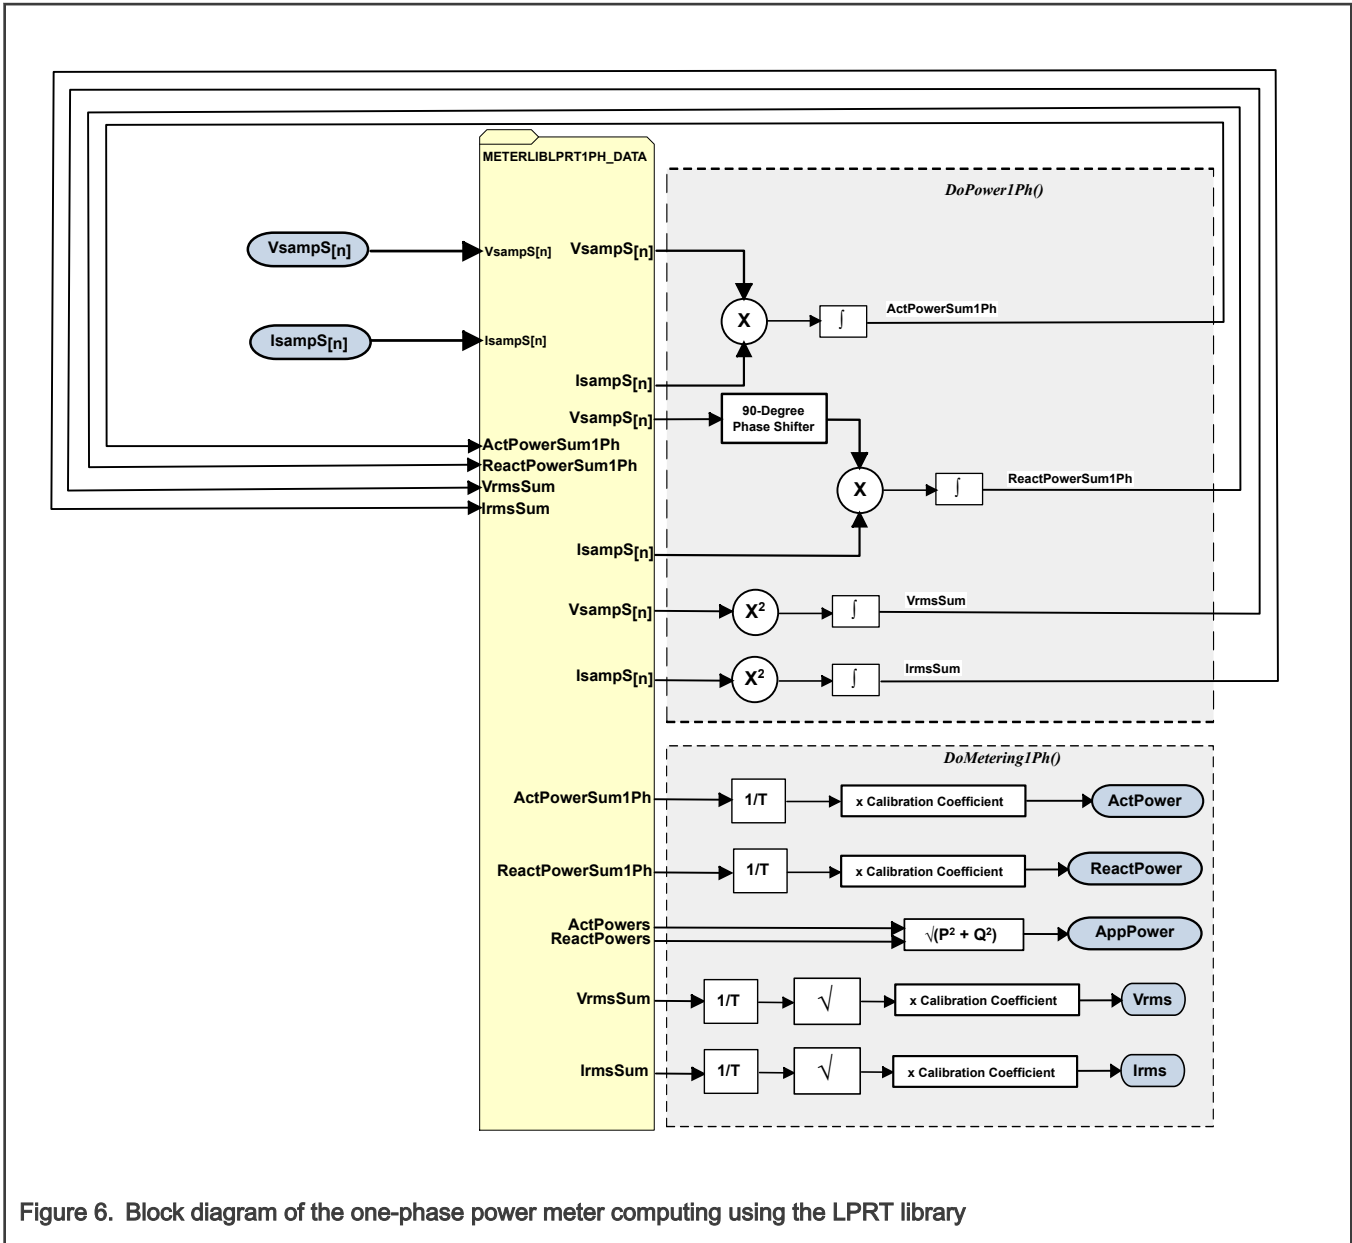 METERLIBLPRT1PH_DATA
DoPower1Ph()
VsampS[n]
VsampS[n]
VsampS[n]
ActPowerSum1Ph
X
∫
IsampS[n]
IsampS[n]
IsampS[n]
VsampS[n]
90-Degree
Phase Shifter
ActPowerSum1Ph
ReactPowerSum1Ph
VrmsSum
IrmsSum
X
∫
ReactPowerSum1Ph
IsampS[n]
VsampS[n]
X²
∫
VrmsSum
IsampS[n]
X²
∫
IrmsSum
DoMetering1Ph()
ActPowerSum1Ph
1/T
x Calibration Coefficient
ActPower
ReactPowerSum1Ph
1/T
x Calibration Coefficient
ReactPower
ActPowers
ReactPowers
√(P² + Q²)
AppPower
VrmsSum
1/T
√
x Calibration Coefficient
Vrms
IrmsSum
1/T
√
x Calibration Coefficient
Irms
Figure 6. Block diagram of the one-phase power meter computing using the LPRT library